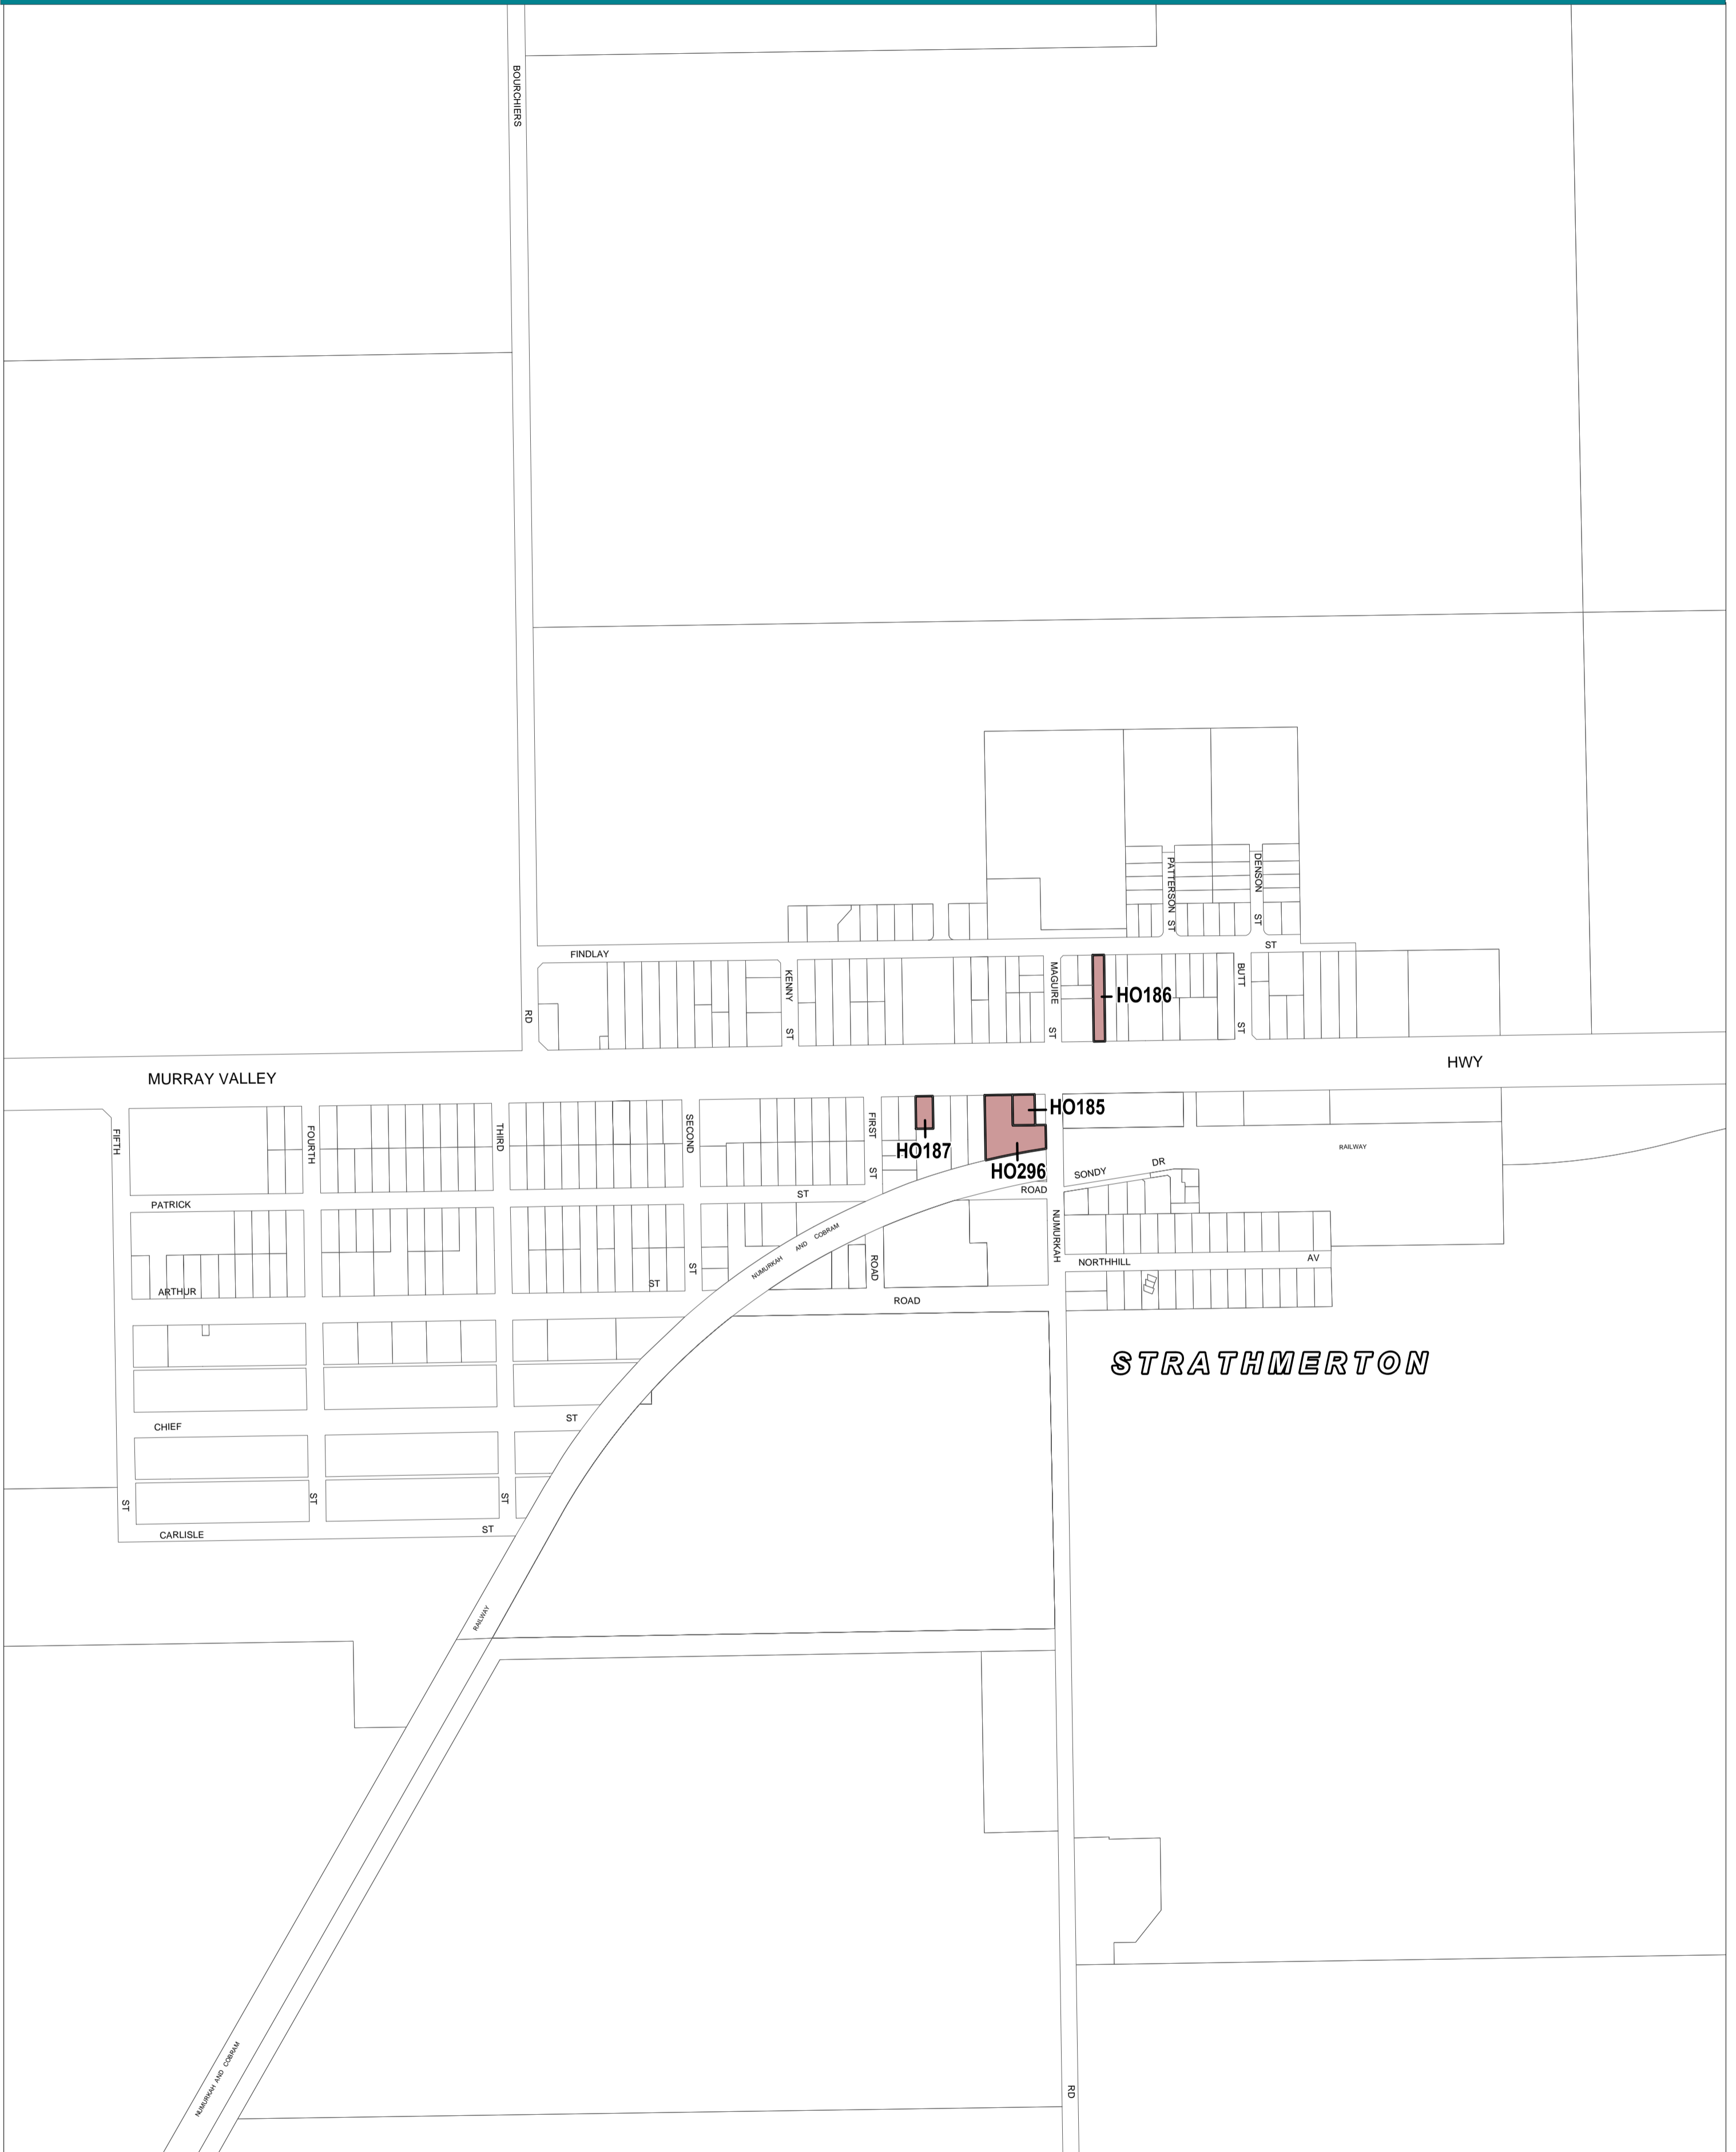 BOURCHIERS
PATTERSON ST
DENSON ST
FINDLAY
ST
KENNY ST
MAGUIRE ST
HO186
BUTT ST
RD
MURRAY VALLEY
HWY
FIFTH
FOURTH
THIRD
SECOND
FIRST ST
HO187
HO185
HO296
RAILWAY
SONDY DR
ROAD
PATRICK
ST
NUMURKAH
NUMURKAH AND COBRAM
ROAD
ST
NORTHHILL
AV
ARTHUR
ST
ROAD
STRATHMERTON
CHIEF
ST
ST
ST
ST
CARLISLE
ST
RAILWAY
NUMURKAH AND COBRAM
RD